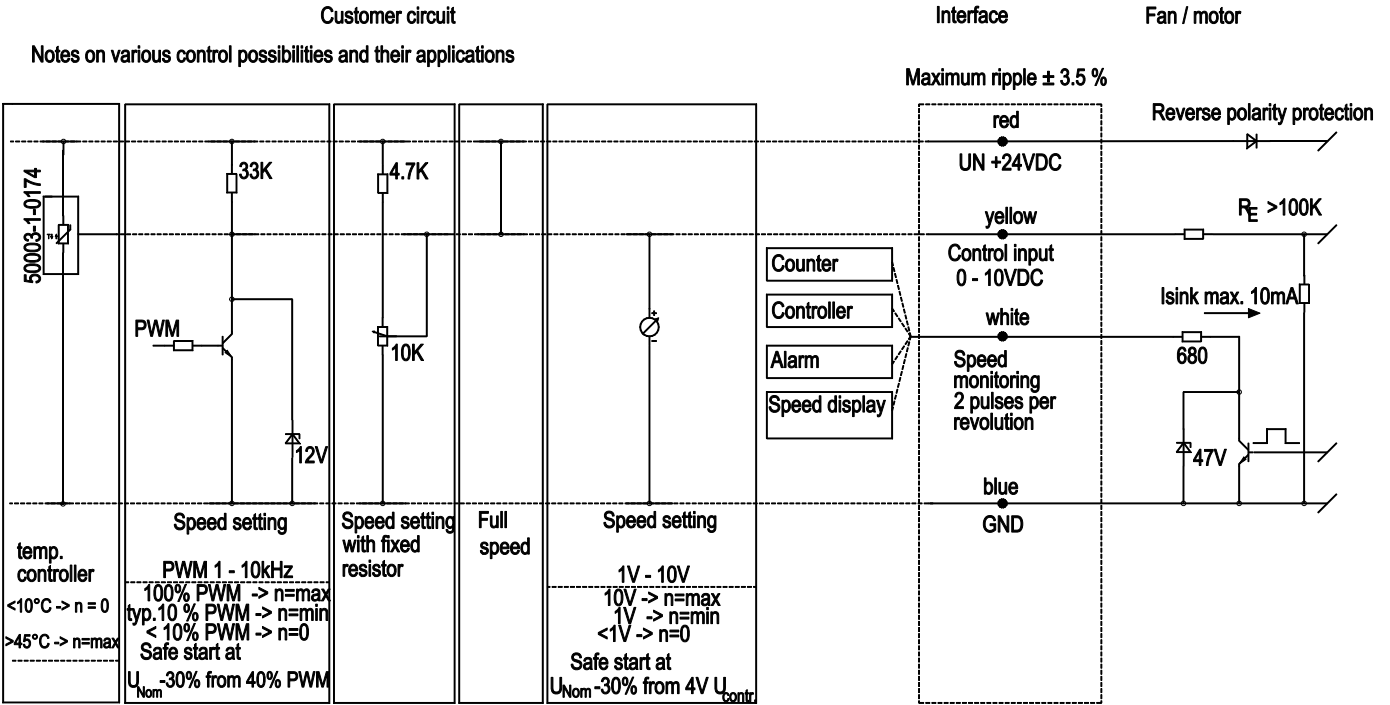 Customer circuit
Interface
Fan / motor
Notes on various control possibilities and their applications
Maximum ripple ± 3.5 %
Reverse polarity protection
red
UN +24VDC
33K
4.7K
50003-1-0174
RE >100K
yellow
Control input
0 - 10VDC
Counter
Controller
Alarm
Speed display
Isink max. 10mA
white
680
Speed
monitoring
2 pulses per
revolution
PWM
+
-
10K
12V
47V
blue
GND
temp.
controller
<10°C -> n = 0
>45°C -> n=max
Speed setting
PWM 1 - 10kHz
100% PWM -> n=max
typ.10 % PWM -> n=min
< 10% PWM -> n=0
Safe start at
UNom -30% from 40% PWM
Speed setting
with fixed
resistor
Full
speed
Speed setting
1V - 10V
10V -> n=max
1V -> n=min
<1V -> n=0
Safe start at
UNom -30% from 4V Ucontr.